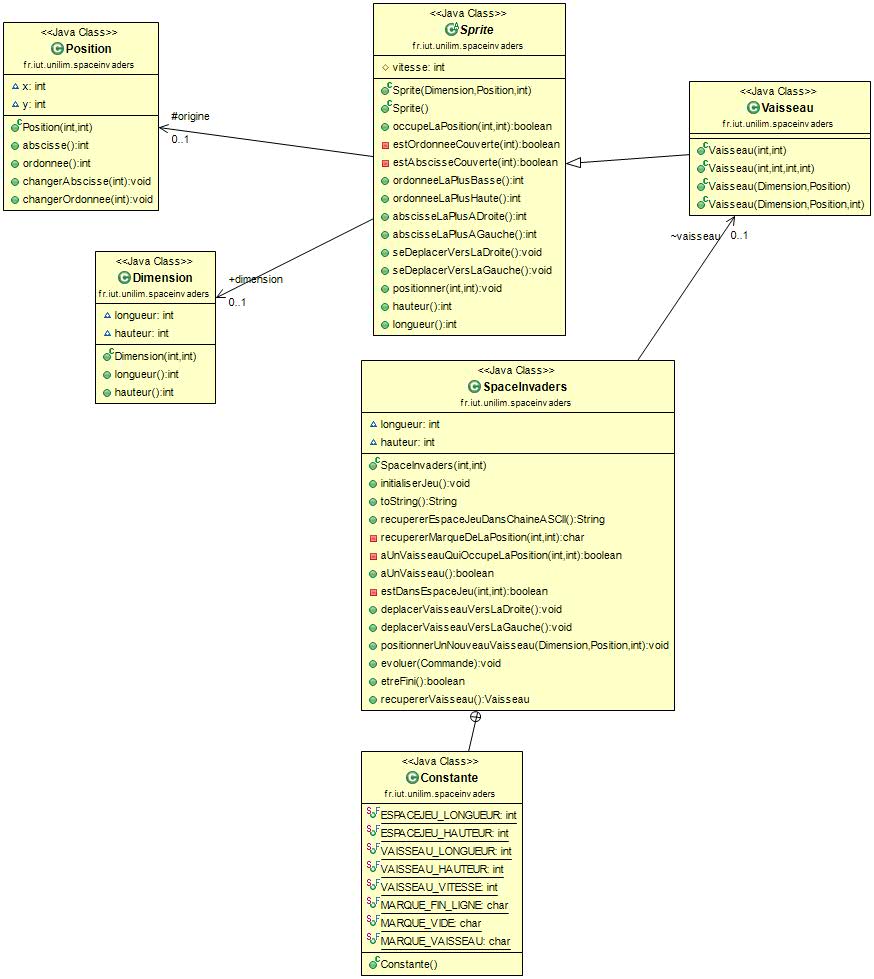 <<Java Class>>
Position
fr.iut.unilim.spaceinvaders
x: int
y: int
Position(int,int)
abscisse():int
ordonnee():int
changerAbscisse(int):void
changerOrdonnee(int):void
#origine
0..1
<<Java Class>>
Sprite
fr.iut.unilim.spaceinvaders
vitesse: int
Sprite(Dimension,Position,int)
Sprite()
occupeLaPosition(int,int):boolean
estOrdonneeCouverte(int):boolean
estAbscisseCouverte(int):boolean
ordonneeLaPlusBasse():int
ordonneeLaPlusHaute():int
abscisseLaPlusADroite():int
abscisseLaPlusAGauche():int
seDeplacerVersLaDroite():void
seDeplacerVersLaGauche():void
positionner(int,int):void
hauteur():int
longueur():int
<<Java Class>>
Vaisseau
fr.iut.unilim.spaceinvaders
Vaisseau(int,int)
Vaisseau(int,int,int,int)
Vaisseau(Dimension,Position)
Vaisseau(Dimension,Position,int)
~vaisseau
0..1
<<Java Class>>
Dimension
fr.iut.unilim.spaceinvaders
longueur: int
hauteur: int
Dimension(int,int)
longueur():int
hauteur():int
+dimension
0..1
<<Java Class>>
SpaceInvaders
fr.iut.unilim.spaceinvaders
longueur: int
hauteur: int
SpaceInvaders(int,int)
initialiserJeu():void
toString():String
recupererEspaceJeuDansChaineASCII():String
recupererMarqueDeLaPosition(int,int):char
aUnVaisseauQuiOccupeLaPosition(int,int):boolean
aUnVaisseau():boolean
estDansEspaceJeu(int,int):boolean
deplacerVaisseauVersLaDroite():void
deplacerVaisseauVersLaGauche():void
positionnerUnNouveauVaisseau(Dimension,Position,int):void
evoluer(Commande):void
etreFini():boolean
recupererVaisseau():Vaisseau
<<Java Class>>
Constante
fr.iut.unilim.spaceinvaders
ESPACEJEU_LONGUEUR: int
ESPACEJEU_HAUTEUR: int
VAISSEAU_LONGUEUR: int
VAISSEAU_HAUTEUR: int
VAISSEAU_VITESSE: int
MARQUE_FIN_LIGNE: char
MARQUE_VIDE: char
MARQUE_VAISSEAU: char
Constante()